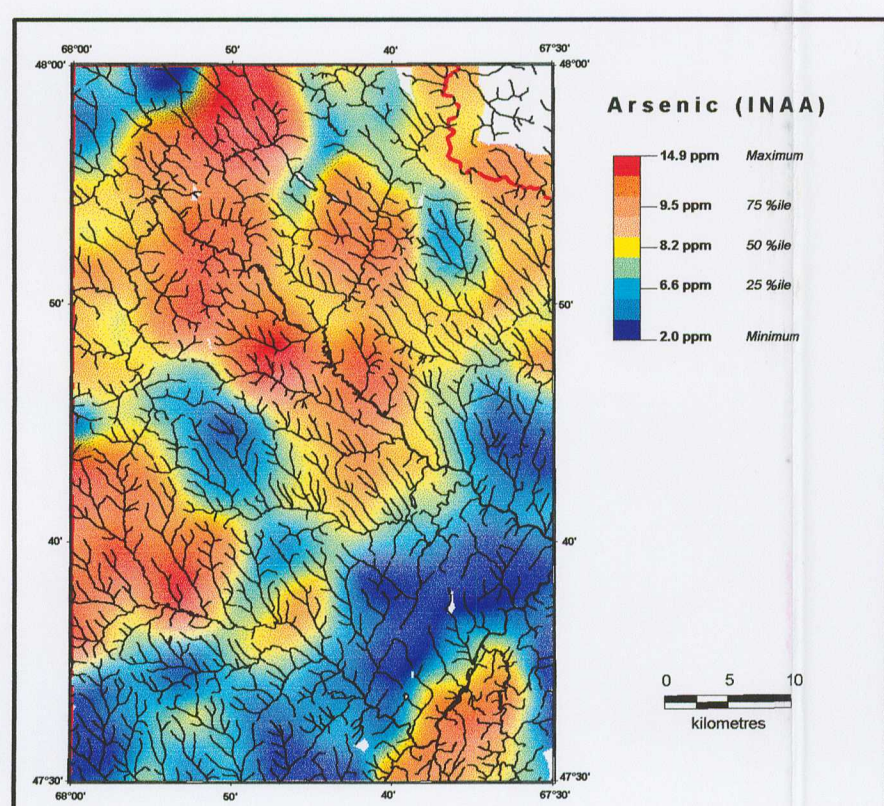 68°00' 50' 40' 67°30'
48°00' 48°00'
Arsenic (INAA)
14.9 ppm Maximum
9.5 ppm 75 %ile
8.2 ppm 50 %ile
6.6 ppm 25 %ile
2.0 ppm Minimum
50' 50'
40' 40'
0 5 10
kilometres
47°30' 47°30'
68°00' 50' 40' 67°30'